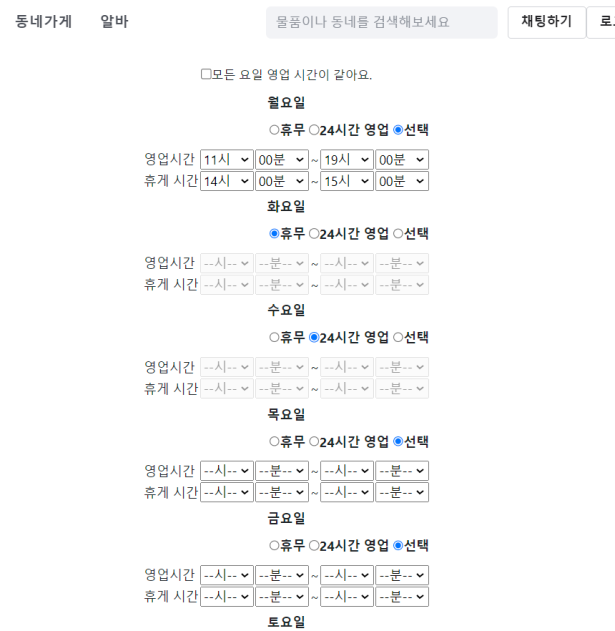 동네가게 알바 물품이나 동네를 검색해보세요 채팅하기 로
모든 요일 영업 시간이 같아요.
월요일
휴무 24시간 영업 선택
영업시간 11시 00분 ~ 19시 00분
휴게 시간 14시 00분 ~ 15시 00분
화요일
휴무 24시간 영업 선택
영업시간 --시-- --분-- ~ --시-- --분--
휴게 시간 --시-- --분-- ~ --시-- --분--
수요일
휴무 24시간 영업 선택
영업시간 --시-- --분-- ~ --시-- --분--
휴게 시간 --시-- --분-- ~ --시-- --분--
목요일
휴무 24시간 영업 선택
영업시간 --시-- --분-- ~ --시-- --분--
휴게 시간 --시-- --분-- ~ --시-- --분--
금요일
휴무 24시간 영업 선택
영업시간 --시-- --분-- ~ --시-- --분--
휴게 시간 --시-- --분-- ~ --시-- --분--
토요일